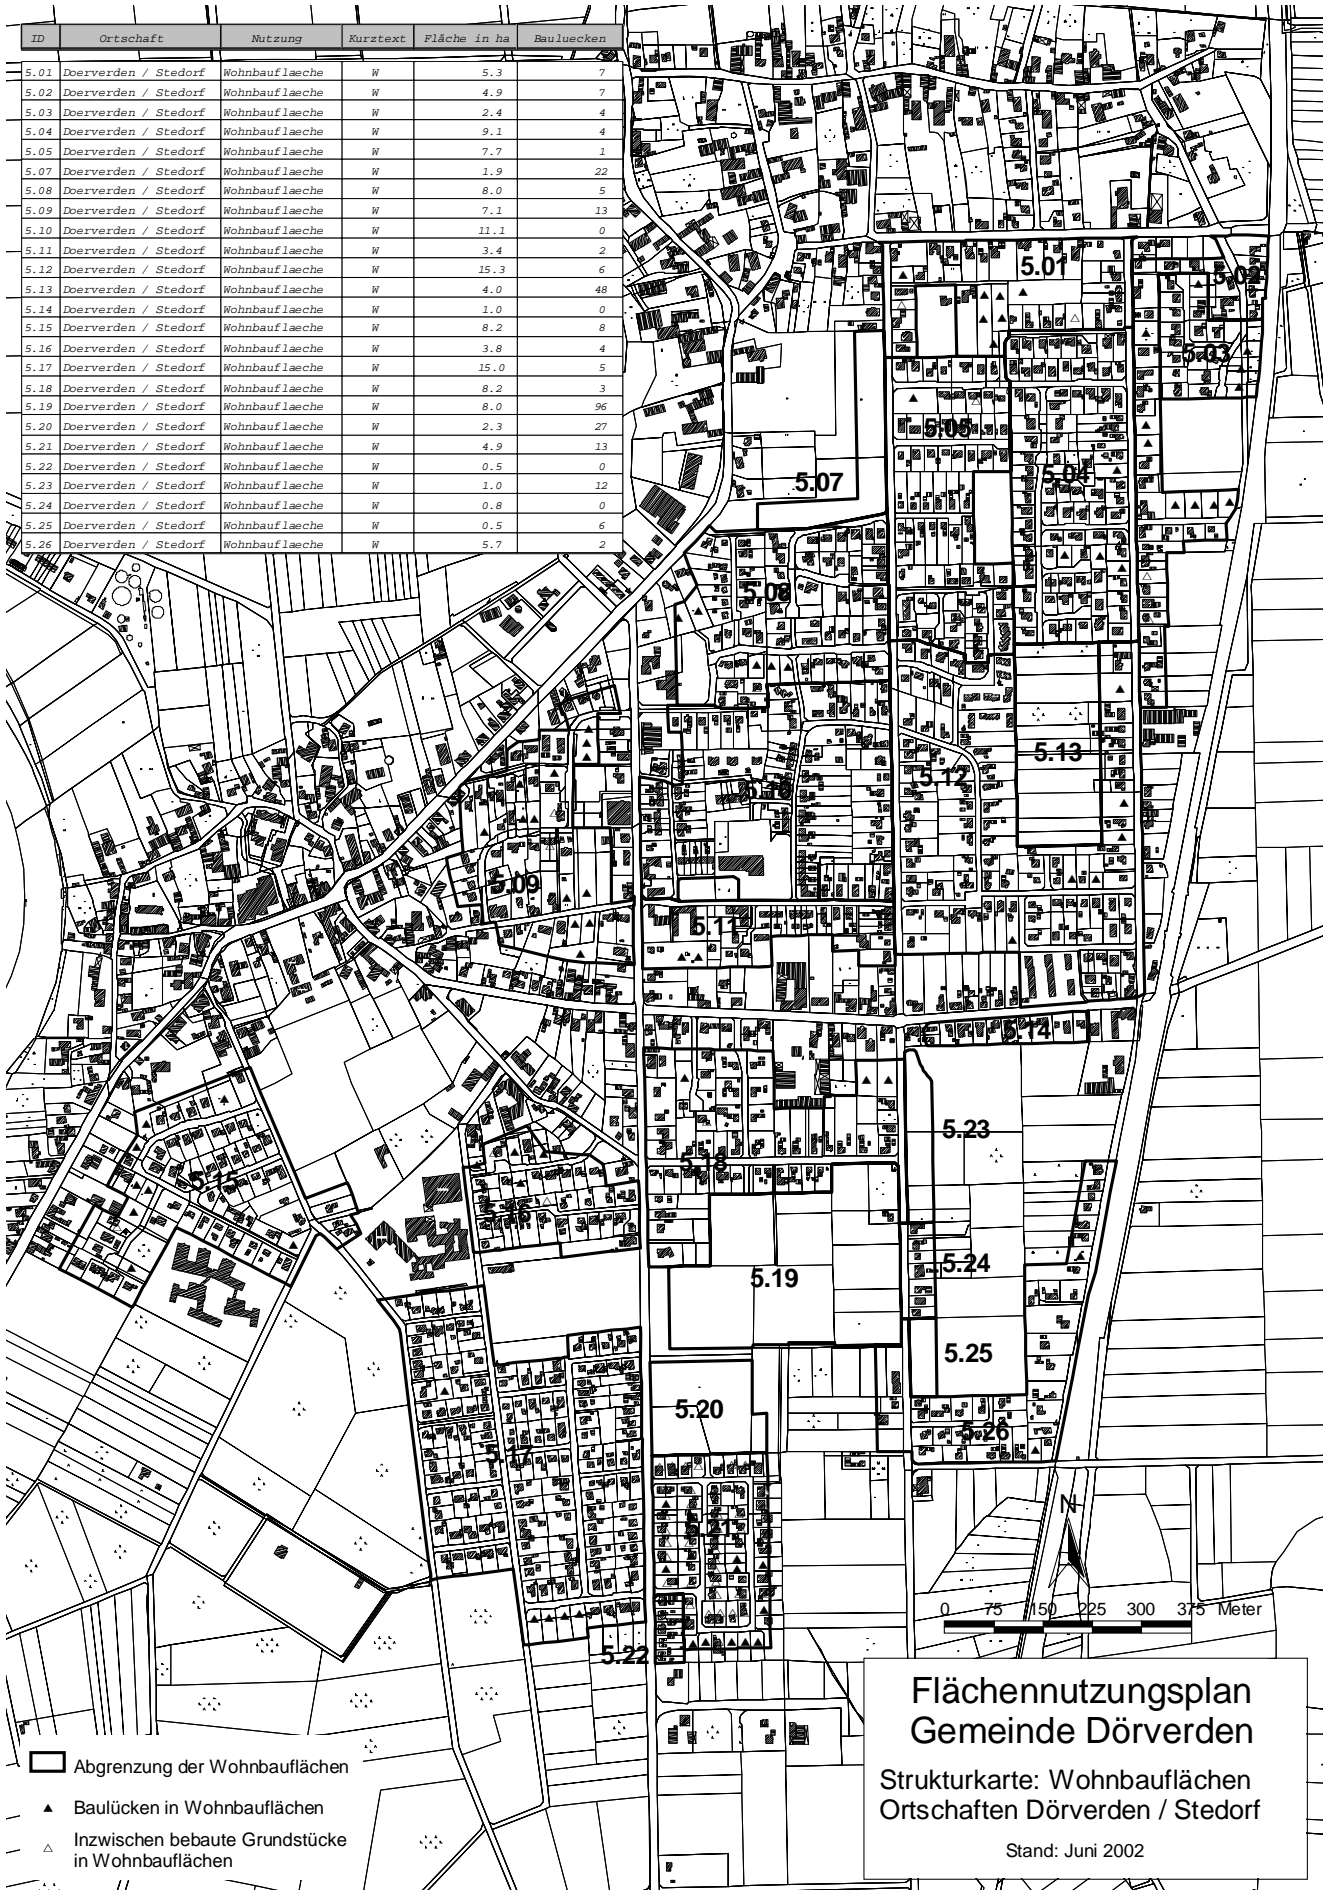 ID Ortschaft Nutzung Kurztext Fläche in ha Bauluecken
5.01 Doerverden / Stedorf Wohnbauflaeche W 5.3 7
5.02 Doerverden / Stedorf Wohnbauflaeche W 4.9 7
5.03 Doerverden / Stedorf Wohnbauflaeche W 2.4 4
5.04 Doerverden / Stedorf Wohnbauflaeche W 9.1 4
5.05 Doerverden / Stedorf Wohnbauflaeche W 7.7 1
5.07 Doerverden / Stedorf Wohnbauflaeche W 1.9 22
5.08 Doerverden / Stedorf Wohnbauflaeche W 8.0 5
5.09 Doerverden / Stedorf Wohnbauflaeche W 7.1 13
5.10 Doerverden / Stedorf Wohnbauflaeche W 11.1 0
5.11 Doerverden / Stedorf Wohnbauflaeche W 3.4 2
5.12 Doerverden / Stedorf Wohnbauflaeche W 15.3 6
5.13 Doerverden / Stedorf Wohnbauflaeche W 4.0 48
5.14 Doerverden / Stedorf Wohnbauflaeche W 1.0 0
5.15 Doerverden / Stedorf Wohnbauflaeche W 8.2 8
5.16 Doerverden / Stedorf Wohnbauflaeche W 3.8 4
5.17 Doerverden / Stedorf Wohnbauflaeche W 15.0 5
5.18 Doerverden / Stedorf Wohnbauflaeche W 8.2 3
5.19 Doerverden / Stedorf Wohnbauflaeche W 8.0 96
5.20 Doerverden / Stedorf Wohnbauflaeche W 2.3 27
5.21 Doerverden / Stedorf Wohnbauflaeche W 4.9 13
5.22 Doerverden / Stedorf Wohnbauflaeche W 0.5 0
5.23 Doerverden / Stedorf Wohnbauflaeche W 1.0 12
5.24 Doerverden / Stedorf Wohnbauflaeche W 0.8 0
5.25 Doerverden / Stedorf Wohnbauflaeche W 0.5 6
5.26 Doerverden / Stedorf Wohnbauflaeche W 5.7 2
5.01
5.02
5.03
5.05
5.04
5.07
5.08
5.13
5.12
5.10
5.09
5.11
5.14
5.23
5.18
5.15
5.16
5.24
5.19
5.25
5.20
5.26
5.17
5.21
5.22
N
0 75 150 225 300 375 Meter
Flächennutzungsplan
Gemeinde Dörverden
Strukturkarte: Wohnbauflächen
Ortschaften Dörverden / Stedorf
Stand: Juni 2002
Abgrenzung der Wohnbauflächen
Baulücken in Wohnbauflächen
Inzwischen bebaute Grundstücke
in Wohnbauflächen